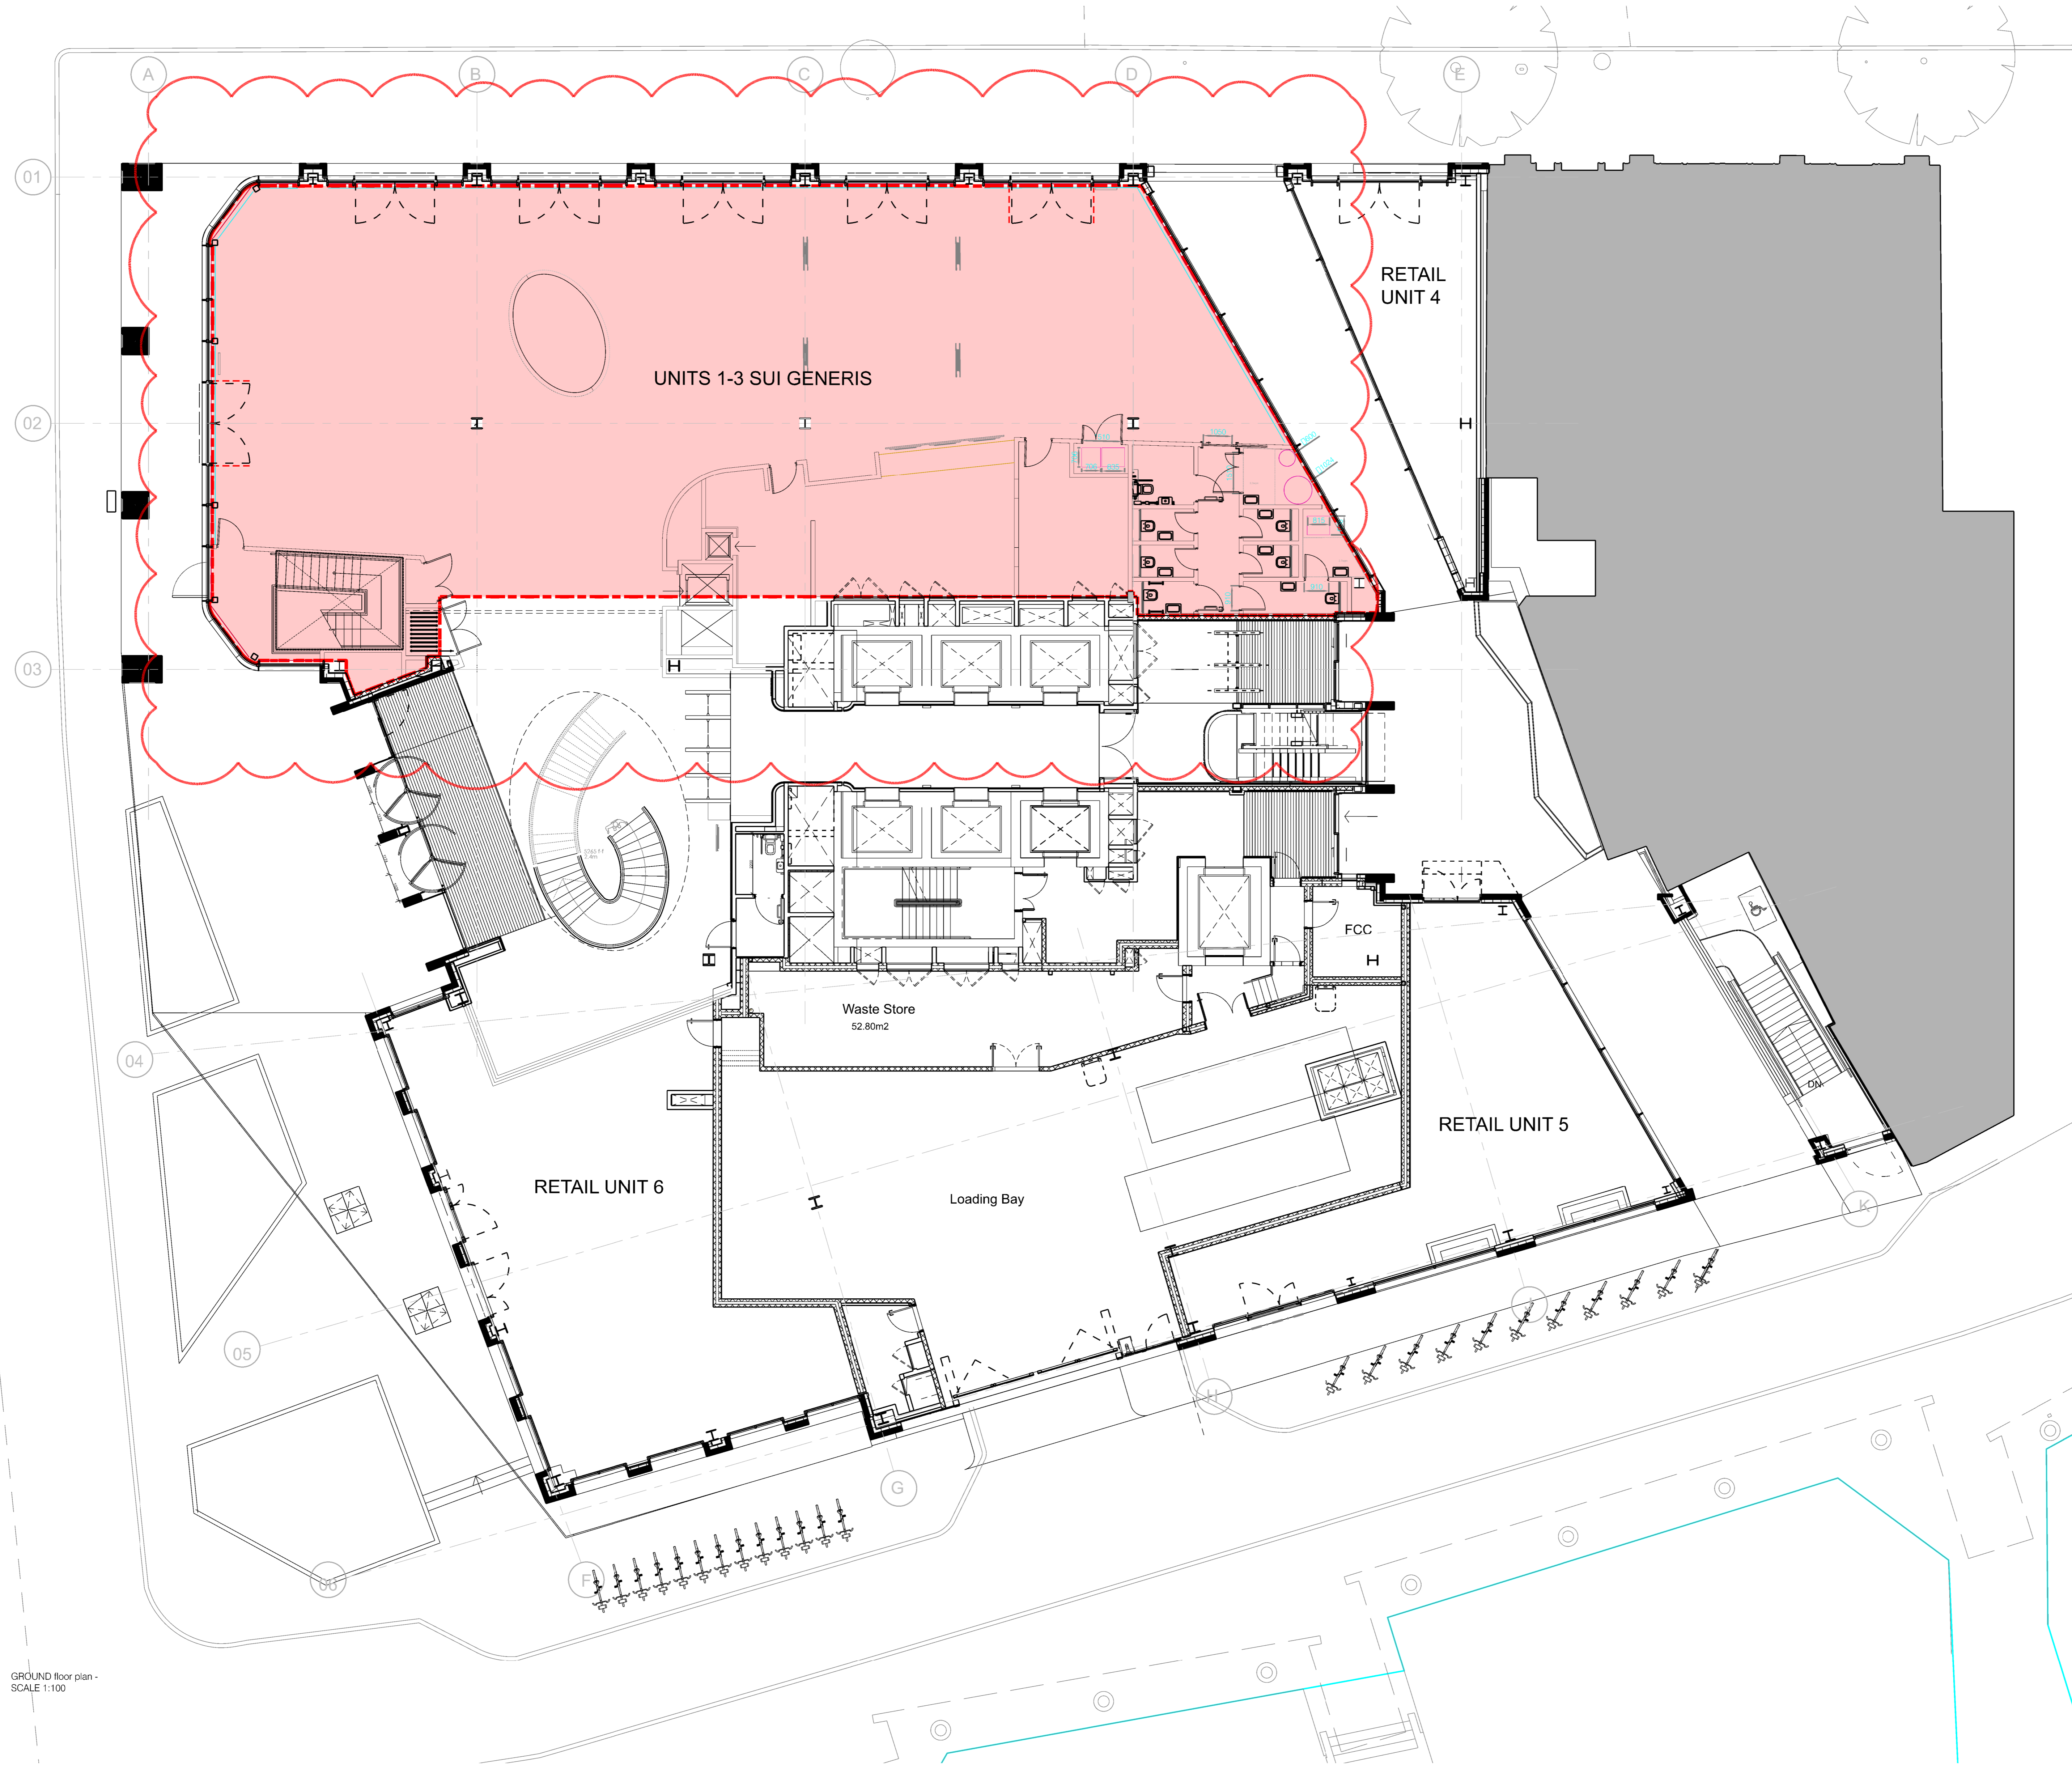 A
B
C
D
E
01
RETAIL
UNIT 4
UNITS 1-3 SUI GENERIS
02
03
FCC
Waste Store
52.80m2
04
DN
RETAIL UNIT 5
RETAIL UNIT 6
Loading Bay
K
05
H
G
06
F
GROUND floor plan -
SCALE 1:100